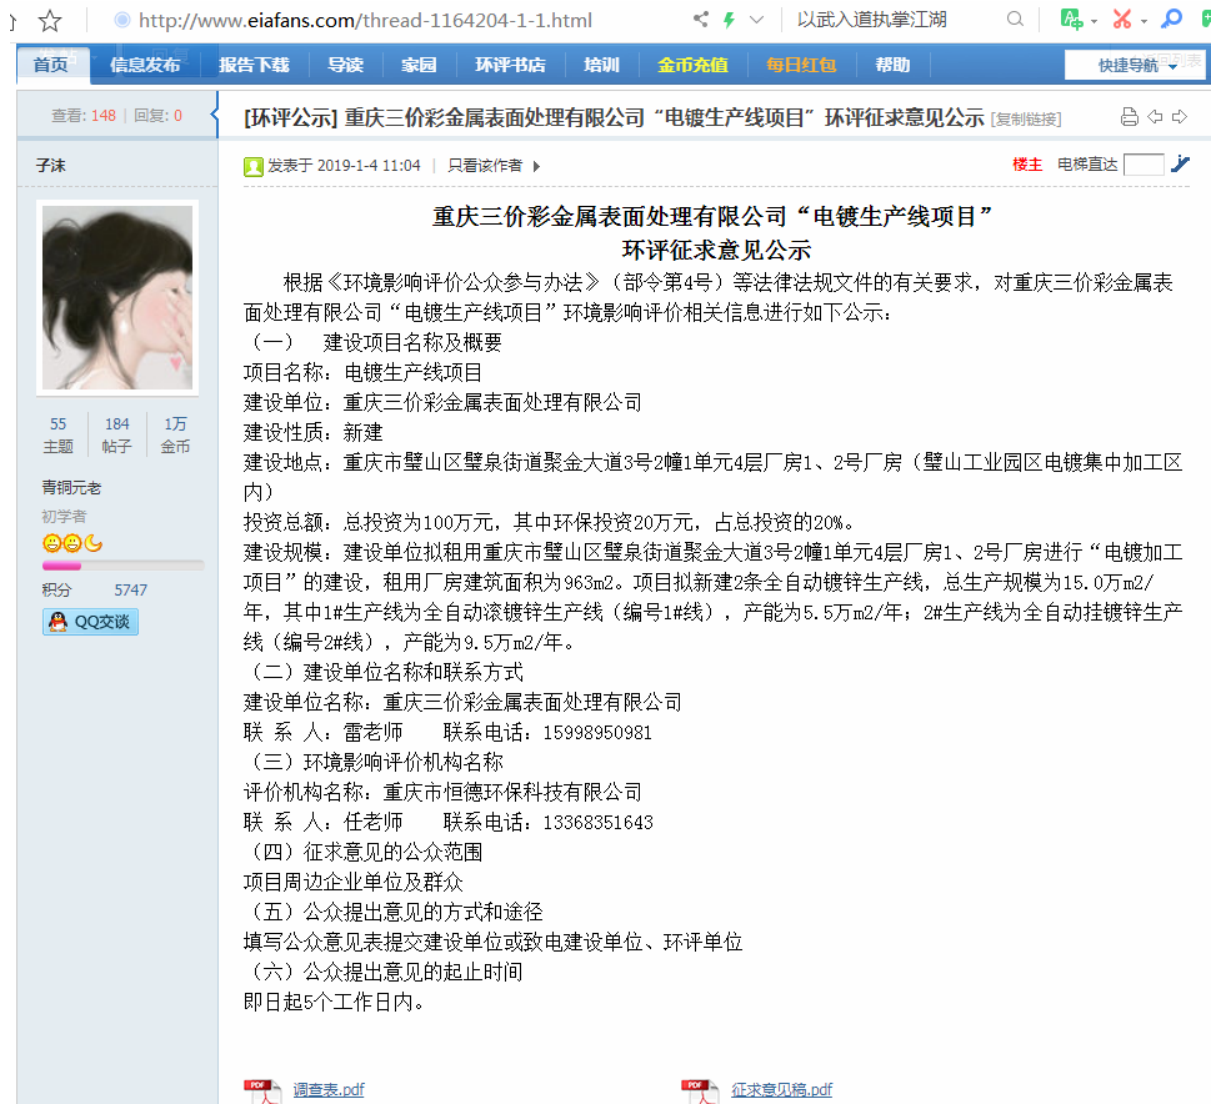 http://www.eiafans.com/thread-1164204-1-1.html
以武入道执掌江湖
首页 信息发布 报告下载 导读 家园 环评书店 培训 金币充值 每日红包 帮助 快捷导航
查看: 148 | 回复: 0
[环评公示] 重庆三价彩金属表面处理有限公司“电镀生产线项目”环评征求意见公示 [复制链接]
子沫
发表于 2019-1-4 11:04 | 只看该作者
楼主 电梯直达
55 184 1万
主题 帖子 金币
青铜元老
初学者
积分 5747
QQ交谈
重庆三价彩金属表面处理有限公司“电镀生产线项目”
环评征求意见公示
根据《环境影响评价公众参与办法》（部令第4号）等法律法规文件的有关要求，对重庆三价彩金属表
面处理有限公司“电镀生产线项目”环境影响评价相关信息进行如下公示：
（一） 建设项目名称及概要
项目名称：电镀生产线项目
建设单位：重庆三价彩金属表面处理有限公司
建设性质：新建
建设地点：重庆市璧山区璧泉街道聚金大道3号2幢1单元4层厂房1、2号厂房（璧山工业园区电镀集中加工区
内）
投资总额：总投资为100万元，其中环保投资20万元，占总投资的20%。
建设规模：建设单位拟租用重庆市璧山区璧泉街道聚金大道3号2幢1单元4层厂房1、2号厂房进行“电镀加工
项目”的建设，租用厂房建筑面积为963m2。项目拟新建2条全自动镀锌生产线，总生产规模为15.0万m2/
年，其中1#生产线为全自动滚镀锌生产线（编号1#线），产能为5.5万m2/年；2#生产线为全自动挂镀锌生产
线（编号2#线），产能为9.5万m2/年。
（二）建设单位名称和联系方式
建设单位名称：重庆三价彩金属表面处理有限公司
联 系 人：雷老师 联系电话：15998950981
（三）环境影响评价机构名称
评价机构名称：重庆市恒德环保科技有限公司
联 系 人：任老师 联系电话：13368351643
（四）征求意见的公众范围
项目周边企业单位及群众
（五）公众提出意见的方式和途径
填写公众意见表提交建设单位或致电建设单位、环评单位
（六）公众提出意见的起止时间
即日起5个工作日内。
调查表.pdf
征求意见稿.pdf